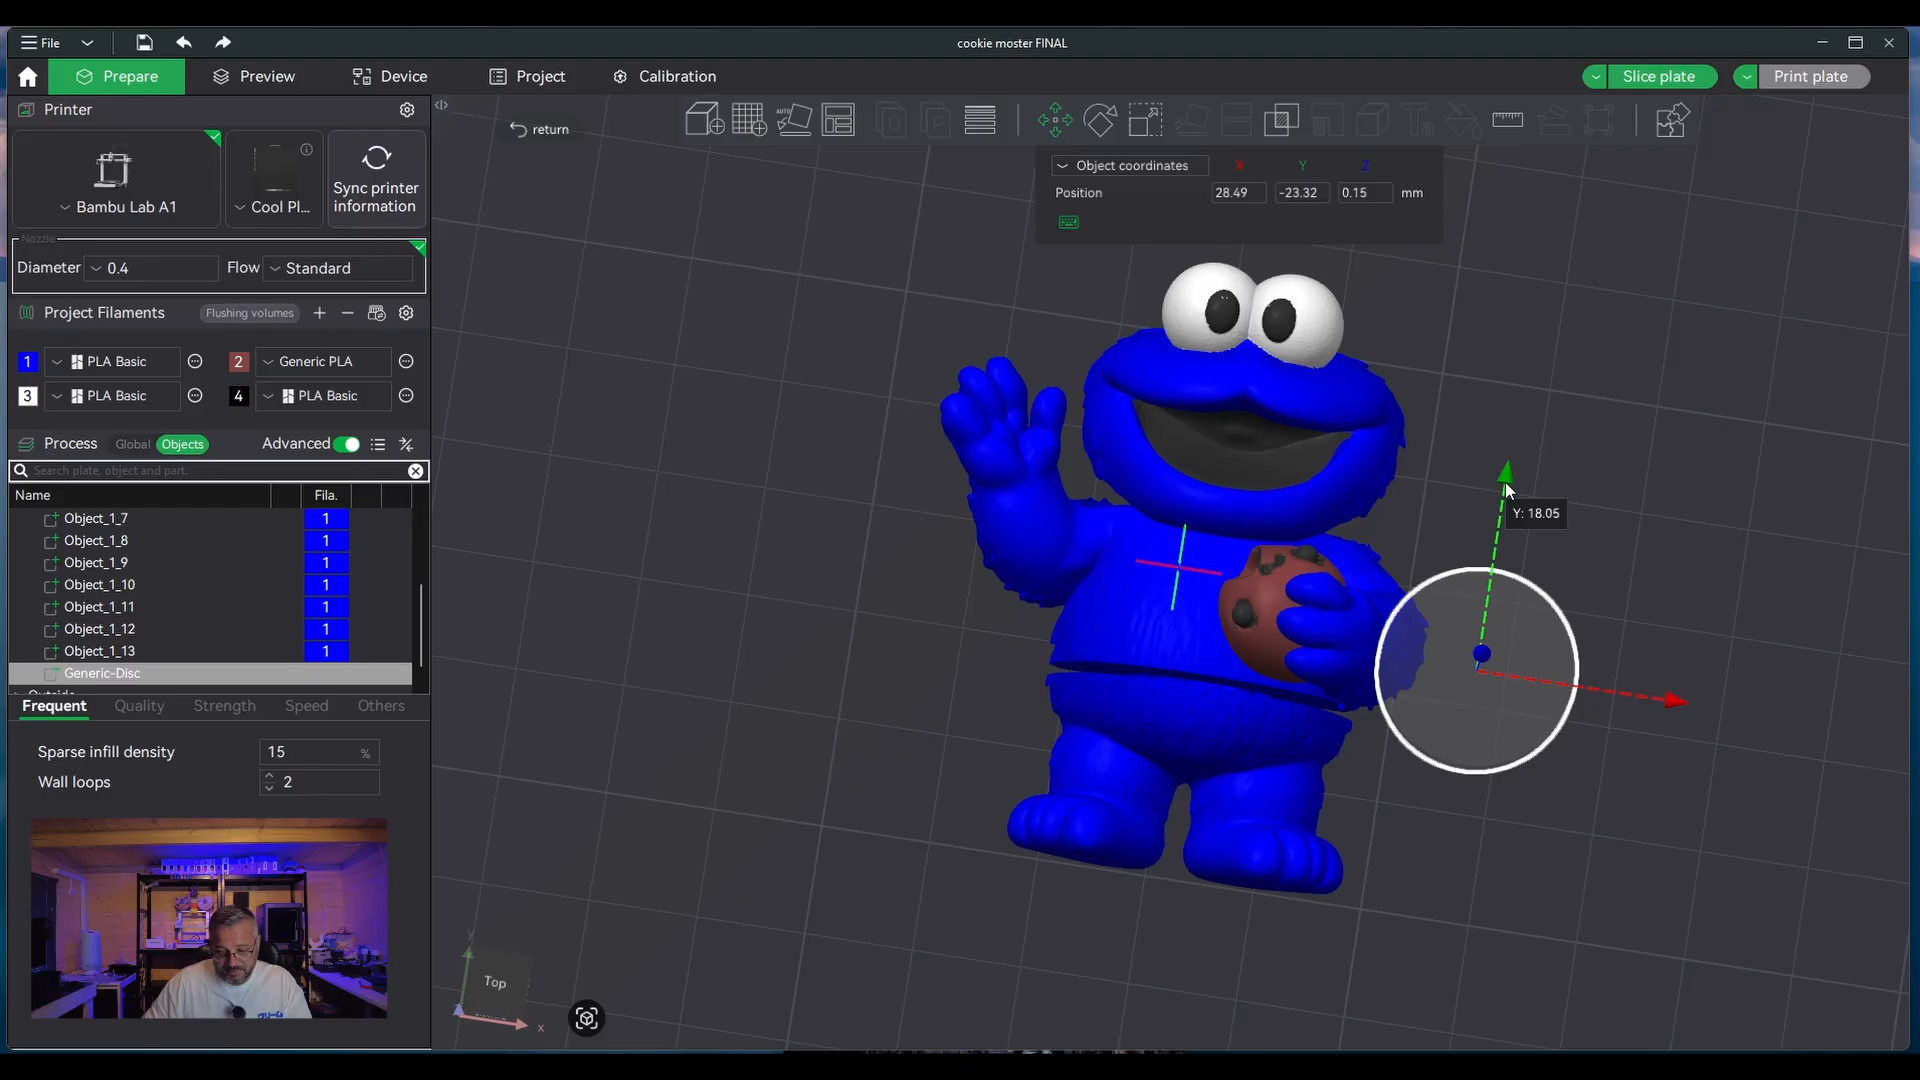 File
cookie moster FINAL
Prepare
Preview
Device
Project
Calibration
Slice plate
Print plate
Printer
return
Bambu Lab A1
Cool Pl...
Sync printer
information
Object coordinates X Y Z
Position 28.49 -23.32 0.15 mm
Nozzle
Diameter 0.4 Flow Standard
Project Filaments Flushing volumes
1 PLA Basic 2 Generic PLA
3 PLA Basic 4 PLA Basic
Process Global Objects Advanced
Search plate, object and part.
Name Fila.
Object_1_7 1
Object_1_8 1
Object_1_9 1
Object_1_10 1
Object_1_11 1
Object_1_12 1
Object_1_13 1
Generic-Disc
Outside
Frequent Quality Strength Speed Others
Sparse infill density 15 %
Wall loops 2
Y: 18.05
y
Top
x